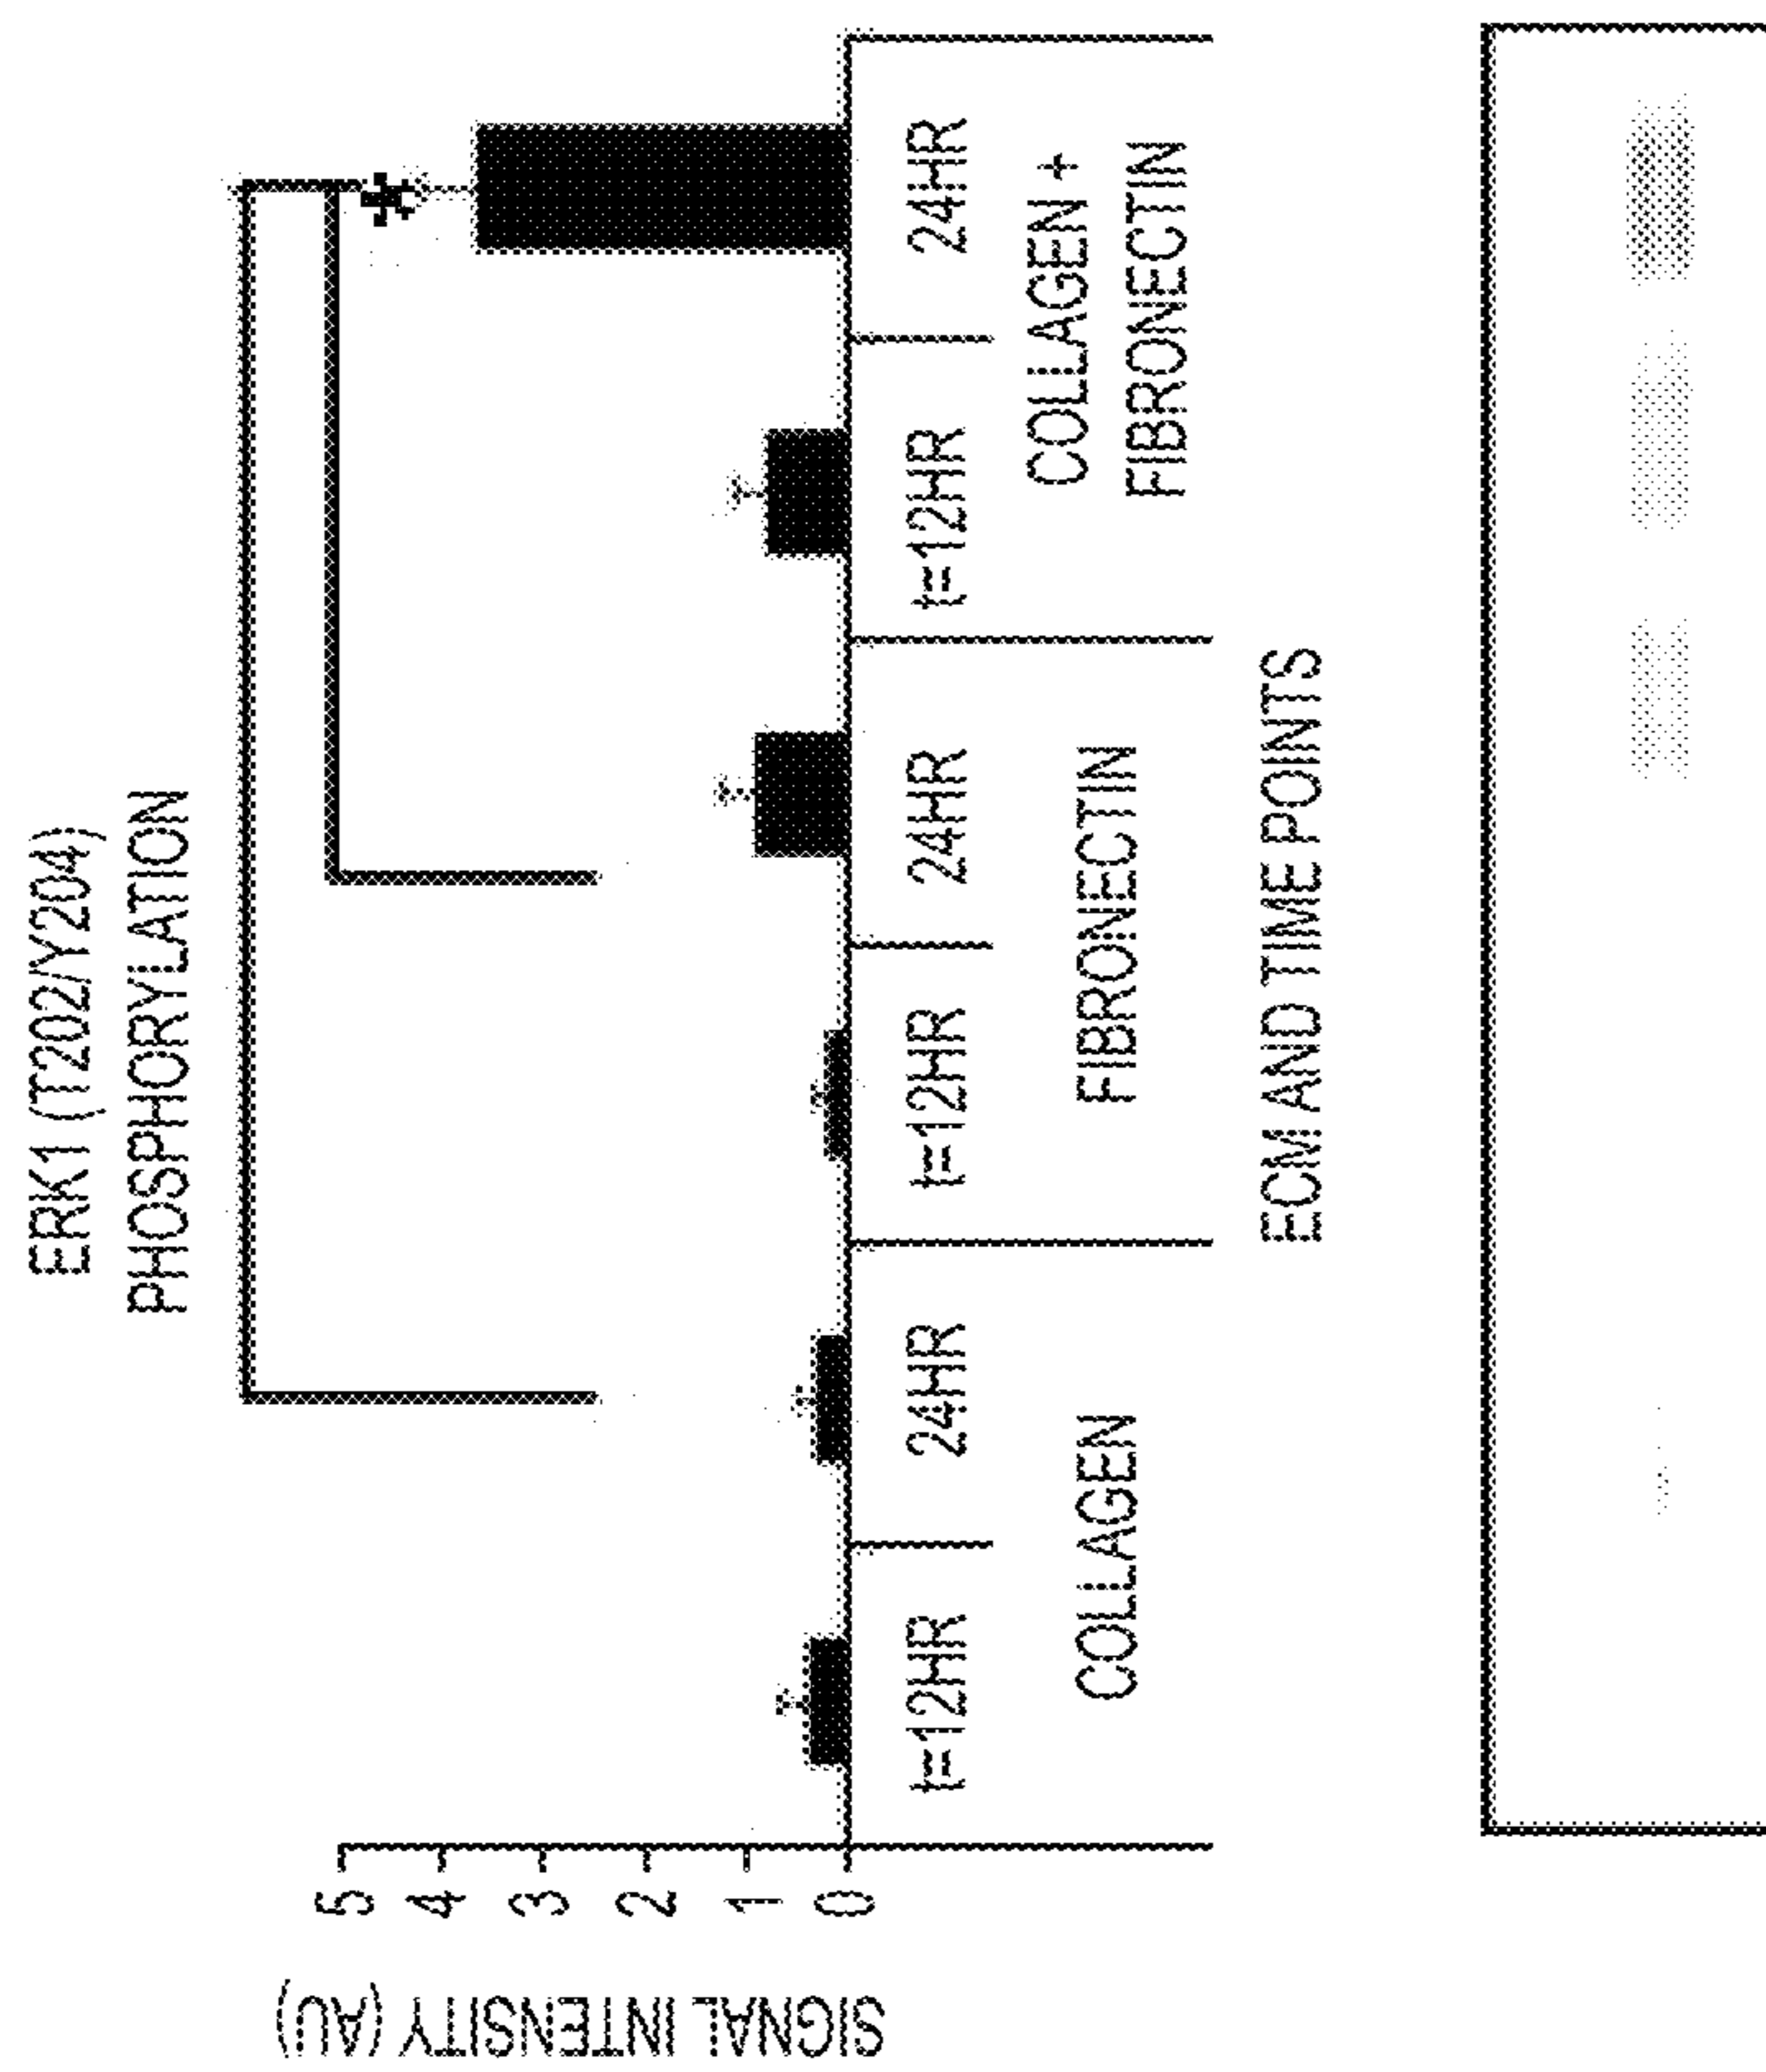 ERK1 (T202/Y204)
PHOSPHORYLATION
SIGNAL INTENSITY (AU)
5
4
3
2
1
0
*
t=12HR 24HR t=12HR 24HR t=12HR 24HR
COLLAGEN FIBRONECTIN COLLAGEN +
FIBRONECTIN
ECM AND TIME POINTS